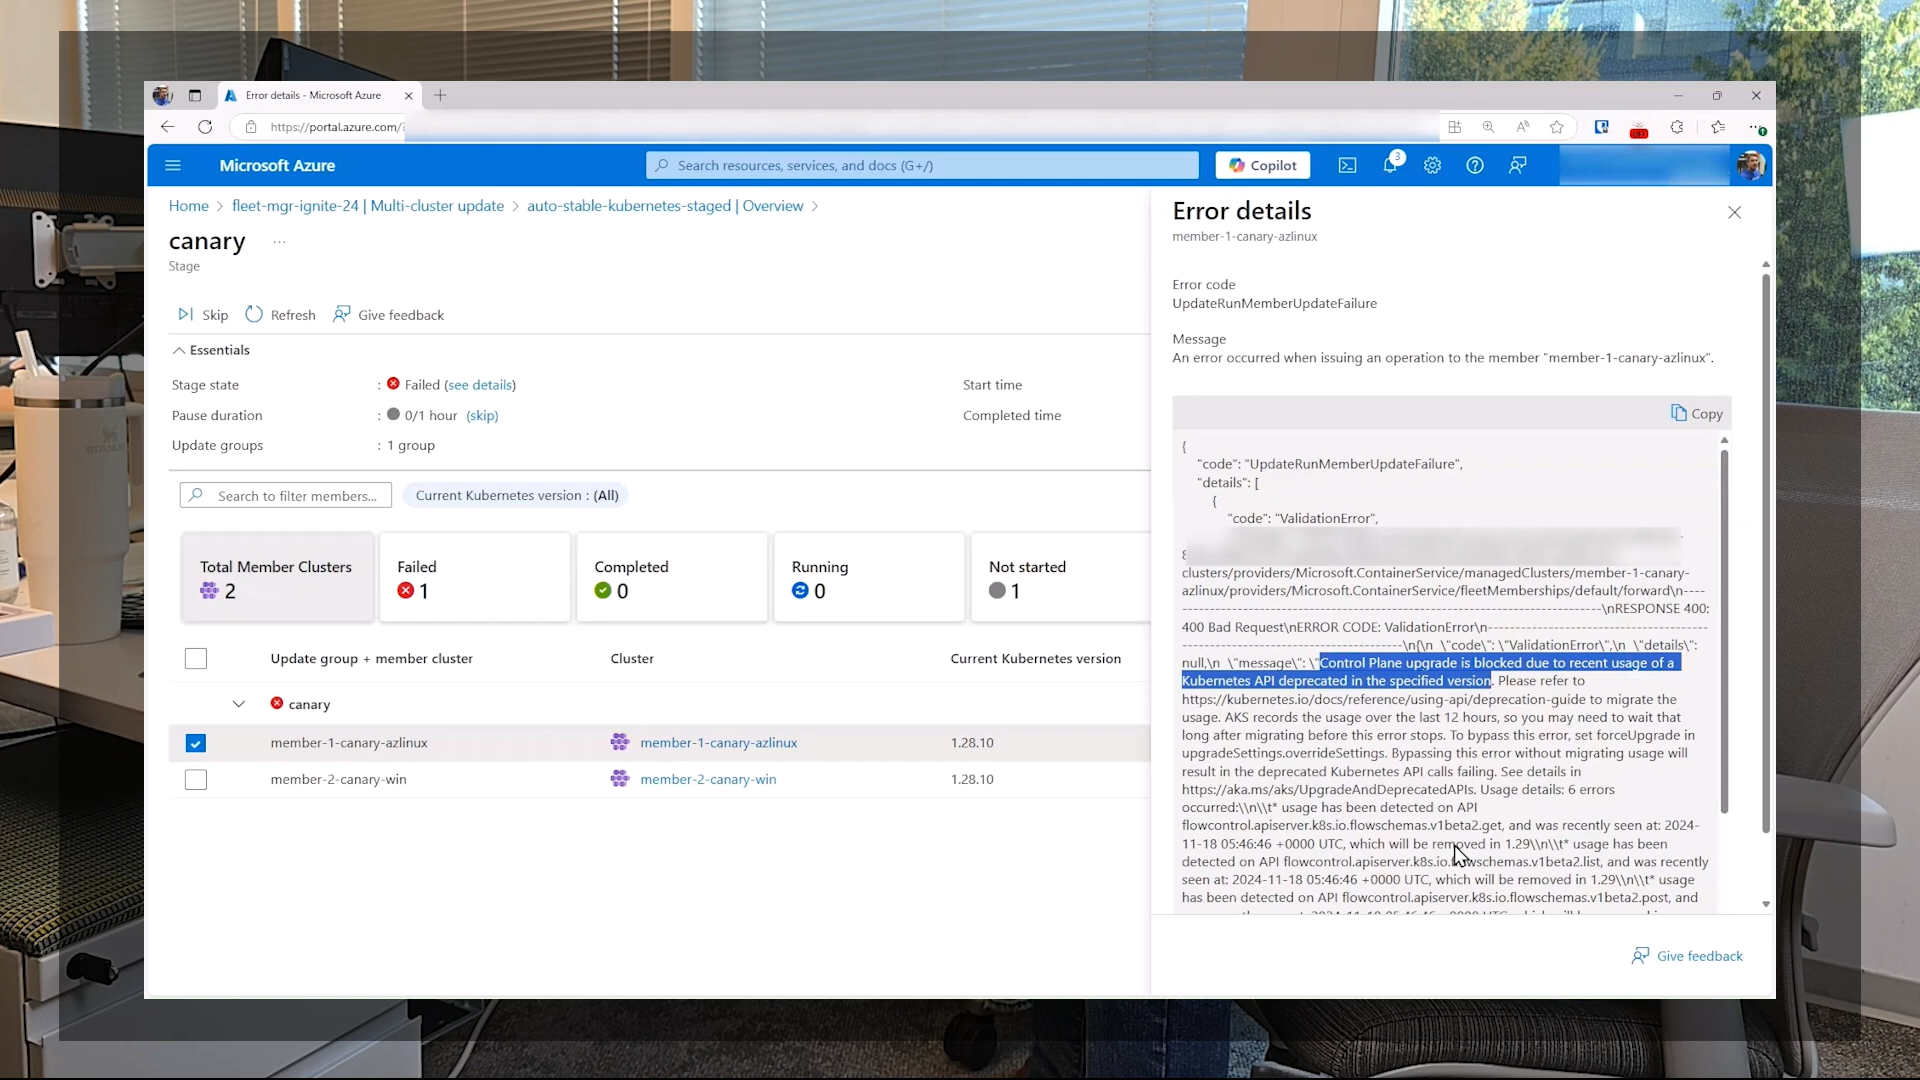 Error details - Microsoft Azure
https://portal.azure.com/
Microsoft Azure
Search resources, services, and docs (G+/)
Copilot
3
Home > fleet-mgr-ignite-24 | Multi-cluster update > auto-stable-kubernetes-staged | Overview >
canary ...
Stage
Skip Refresh Give feedback
Essentials
Stage state : Failed (see details)
Start time
Pause duration : 0/1 hour (skip)
Completed time
Update groups : 1 group
Search to filter members...
Current Kubernetes version : (All)
Total Member Clusters
2
Failed
1
Completed
0
Running
0
Not started
1
Update group + member cluster Cluster Current Kubernetes version
canary
member-1-canary-azlinux member-1-canary-azlinux 1.28.10
member-2-canary-win member-2-canary-win 1.28.10
Error details
member-1-canary-azlinux
Error code
UpdateRunMemberUpdateFailure
Message
An error occurred when issuing an operation to the member "member-1-canary-azlinux".
Copy
{
"code": "UpdateRunMemberUpdateFailure",
"details": [
{
"code": "ValidationError",
clusters/providers/Microsoft.ContainerService/managedClusters/member-1-canary-
azlinux/providers/Microsoft.ContainerService/fleetMemberships/default/forward\n----
--------------------------------------------------------------------------------\nRESPONSE 400:
400 Bad Request\nERROR CODE: ValidationError\n------------------------------------------
------------------------------------------\n{\n \"code\": \"ValidationError\",\n \"details\":
null,\n \"message\": \"Control Plane upgrade is blocked due to recent usage of a
Kubernetes API deprecated in the specified version. Please refer to
https://kubernetes.io/docs/reference/using-api/deprecation-guide to migrate the
usage. AKS records the usage over the last 12 hours, so you may need to wait that
long after migrating before this error stops. To bypass this error, set forceUpgrade in
upgradeSettings.overrideSettings. Bypassing this error without migrating usage will
result in the deprecated Kubernetes API calls failing. See details in
https://aka.ms/aks/UpgradeAndDeprecatedAPIs. Usage details: 6 errors
occurred:\\n\\t* usage has been detected on API
flowcontrol.apiserver.k8s.io.flowschemas.v1beta2.get, and was recently seen at: 2024-
11-18 05:46:46 +0000 UTC, which will be removed in 1.29\\n\\t* usage has been
detected on API flowcontrol.apiserver.k8s.io.flowschemas.v1beta2.list, and was recently
seen at: 2024-11-18 05:46:46 +0000 UTC, which will be removed in 1.29\\n\\t* usage
has been detected on API flowcontrol.apiserver.k8s.io.flowschemas.v1beta2.post, and
Give feedback
STANLEY